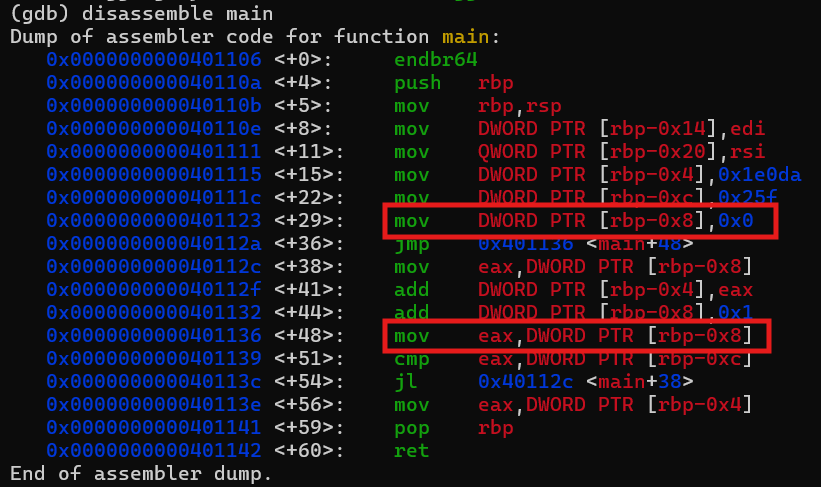 (gdb) disassemble main
Dump of assembler code for function main:
0x0000000000401106 <+0>: endbr64
0x000000000040110a <+4>: push rbp
0x000000000040110b <+5>: mov rbp,rsp
0x000000000040110e <+8>: mov DWORD PTR [rbp-0x14],edi
0x0000000000401111 <+11>: mov QWORD PTR [rbp-0x20],rsi
0x0000000000401115 <+15>: mov DWORD PTR [rbp-0x4],0x1e0da
0x000000000040111c <+22>: mov DWORD PTR [rbp-0xc],0x25f
0x0000000000401123 <+29>: mov DWORD PTR [rbp-0x8],0x0
0x000000000040112a <+36>: jmp 0x401136 <main+48>
0x000000000040112c <+38>: mov eax,DWORD PTR [rbp-0x8]
0x000000000040112f <+41>: add DWORD PTR [rbp-0x4],eax
0x0000000000401132 <+44>: add DWORD PTR [rbp-0x8],0x1
0x0000000000401136 <+48>: mov eax,DWORD PTR [rbp-0x8]
0x0000000000401139 <+51>: cmp eax,DWORD PTR [rbp-0xc]
0x000000000040113c <+54>: jl 0x40112c <main+38>
0x000000000040113e <+56>: mov eax,DWORD PTR [rbp-0x4]
0x0000000000401141 <+59>: pop rbp
0x0000000000401142 <+60>: ret
End of assembler dump.